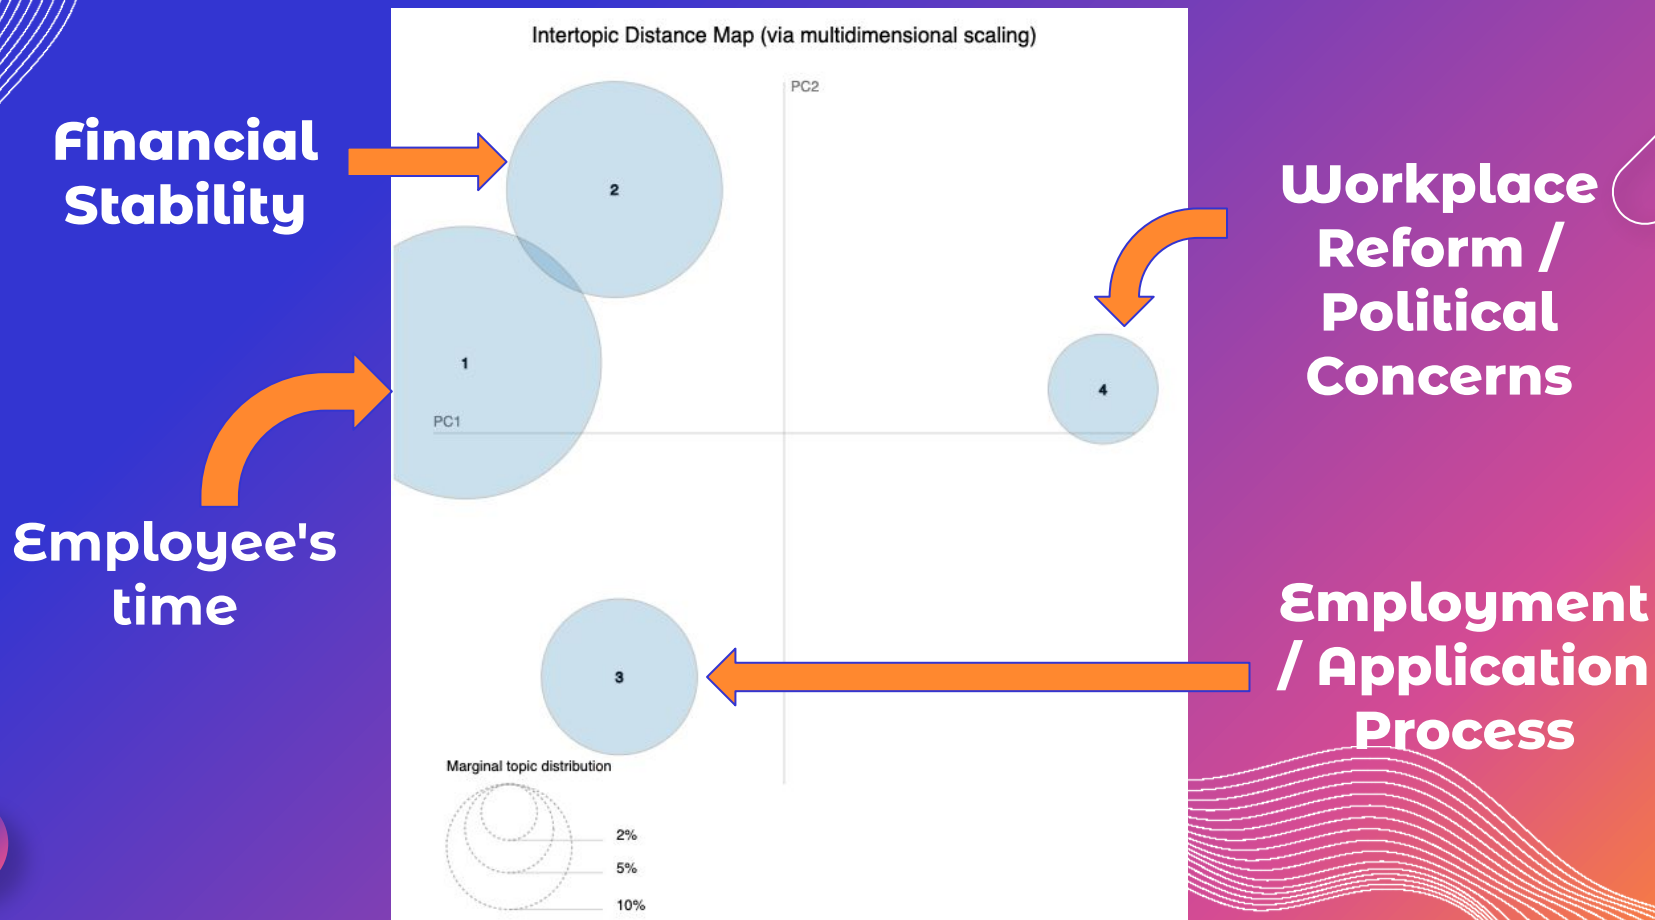 Intertopic Distance Map (via multidimensional scaling)
PC2
Financial
Stability
2
Workplace
Reform /
Political
Concerns
1
4
PC1
Employee's
time
Employment
/ Application
Process
3
Marginal topic distribution
2%
5%
10%